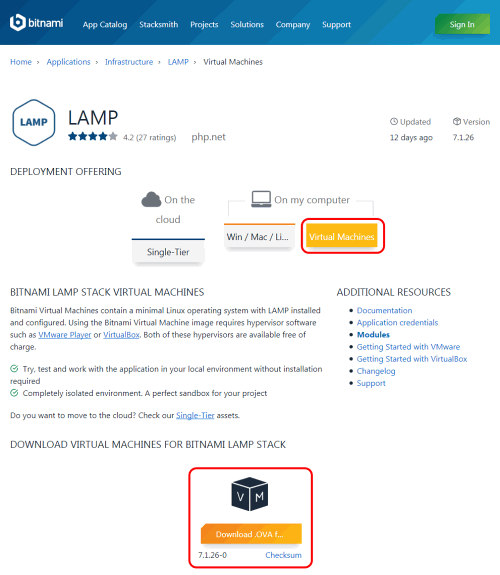 bitnami App Catalog Stacksmith Projects Solutions Company Support Sign In
Home › Applications › Infrastructure › LAMP › Virtual Machines
LAMP
LAMP
4.2 (27 ratings) php.net
Updated Version
12 days ago 7.1.26
DEPLOYMENT OFFERING
On the
cloud
On my computer
Single-Tier
Win / Mac / Li...
Virtual Machines
BITNAMI LAMP STACK VIRTUAL MACHINES
Bitnami Virtual Machines contain a minimal Linux operating system with LAMP installed
and configured. Using the Bitnami Virtual Machine image requires hypervisor software
such as VMware Player or VirtualBox. Both of these hypervisors are available free of
charge.
Try, test and work with the application in your local environment without installation
required
Completely isolated environment. A perfect sandbox for your project
Do you want to move to the cloud? Check our Single-Tier assets.
ADDITIONAL RESOURCES
Documentation
Application credentials
Modules
Getting Started with VMware
Getting Started with VirtualBox
Changelog
Support
DOWNLOAD VIRTUAL MACHINES FOR BITNAMI LAMP STACK
V M
Download .OVA f...
7.1.26-0 Checksum